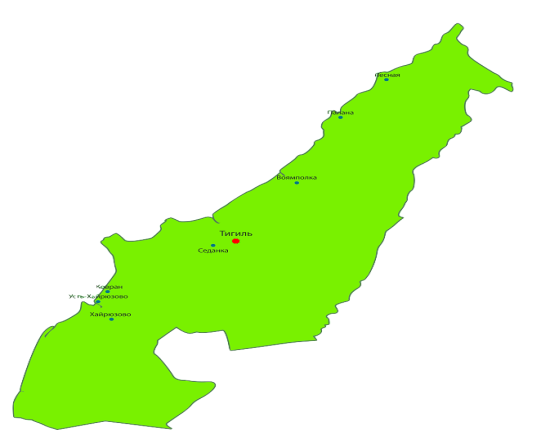 Лесная
Палана
Воямполка
Тигиль
Седанка
Ковран
Усть-Хайрюзово
Хайрюзово